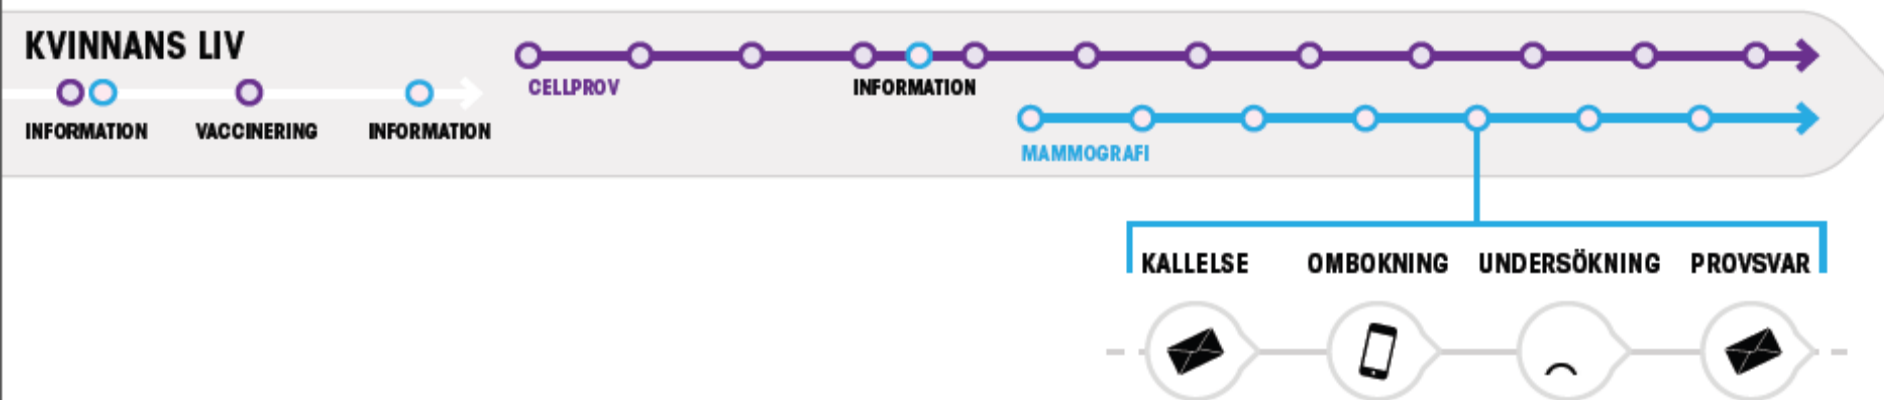 KVINNANS LIV
INFORMATION
VACCINERING
INFORMATION
CELLPROV
INFORMATION
MAMMOGRAFI
KALLELSE
OMBOKNING
UNDERSÖKNING
PROVSVAR